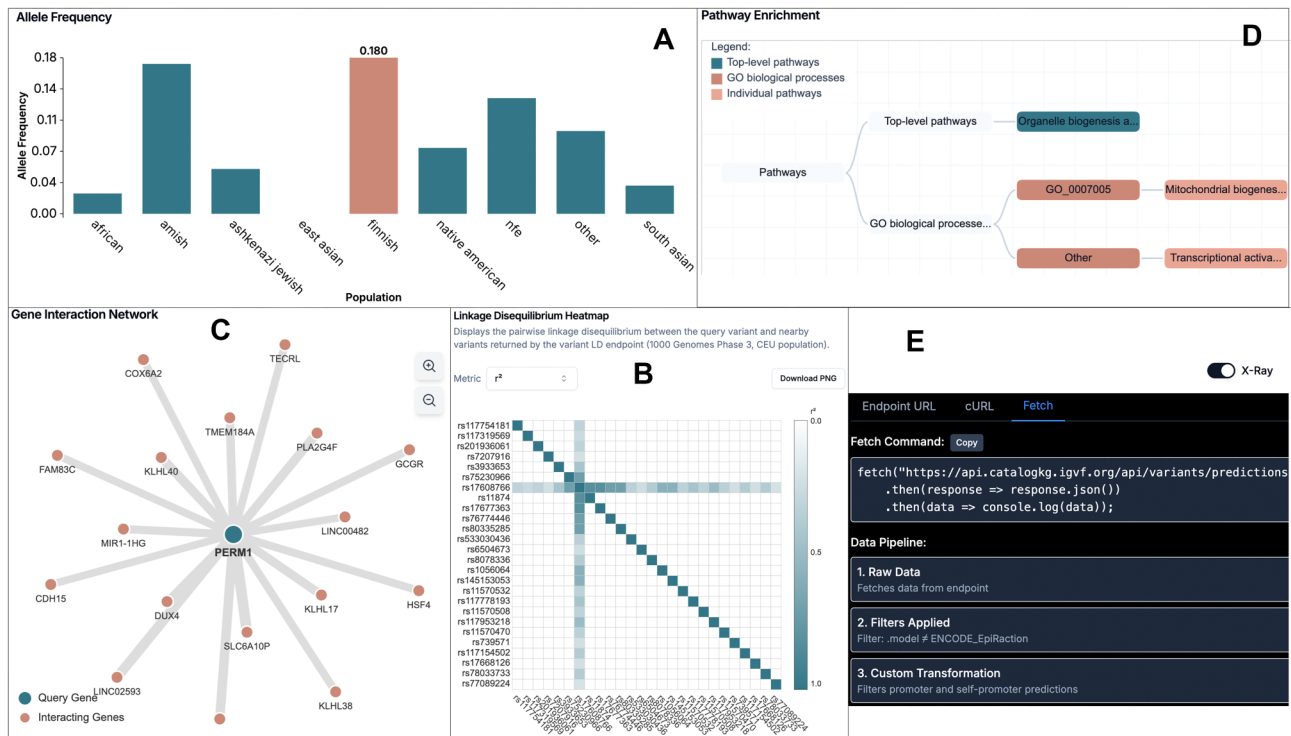 Allele Frequency
A
0.180
0.18
0.14
0.11
0.07
0.04
0.00
Allele Frequency
african
amish
ashkenazi jewish
east asian
finnish
native american
nfe
other
south asian
Population
Pathway Enrichment
D
Legend:
Top-level pathways
GO biological processes
Individual pathways
Pathways
Top-level pathways
Organelle biogenesis a...
GO biological processe...
GO_0007005
Mitochondrial biogenes...
Other
Transcriptional activa...
Gene Interaction Network
C
TECRL
COX6A2
TMEM184A
PLA2G4F
FAM83C
KLHL40
GCGR
MIR1-1HG
LINC00482
PERM1
CDH15
DUX4
KLHL17
HSF4
SLC6A10P
LINC02593
KLHL38
Query Gene
Interacting Genes
Linkage Disequilibrium Heatmap
Displays the pairwise linkage disequilibrium between the query variant and nearby
variants returned by the variant LD endpoint (1000 Genomes Phase 3, CEU population).
B
Metric
r²
Download PNG
r²
0.0
0.5
1.0
rs117754181
rs117319569
rs201936061
rs7207916
rs3933653
rs75230966
rs17608766
rs11874
rs17677363
rs76774446
rs80335285
rs533030436
rs6504673
rs8078336
rs1056064
rs145153053
rs11570532
rs117778193
rs11570508
rs117953218
rs11570470
rs739571
rs117154502
rs17668126
rs78033733
rs77089224
rs117754181
rs77089224
E
X-Ray
Endpoint URL
cURL
Fetch
Fetch Command:
Copy
fetch("https://api.catalogkg.igvf.org/api/variants/predictions
.then(response => response.json())
.then(data => console.log(data));
Data Pipeline:
1. Raw Data
Fetches data from endpoint
2. Filters Applied
Filter: .model ≠ ENCODE_EpiRaction
3. Custom Transformation
Filters promoter and self-promoter predictions